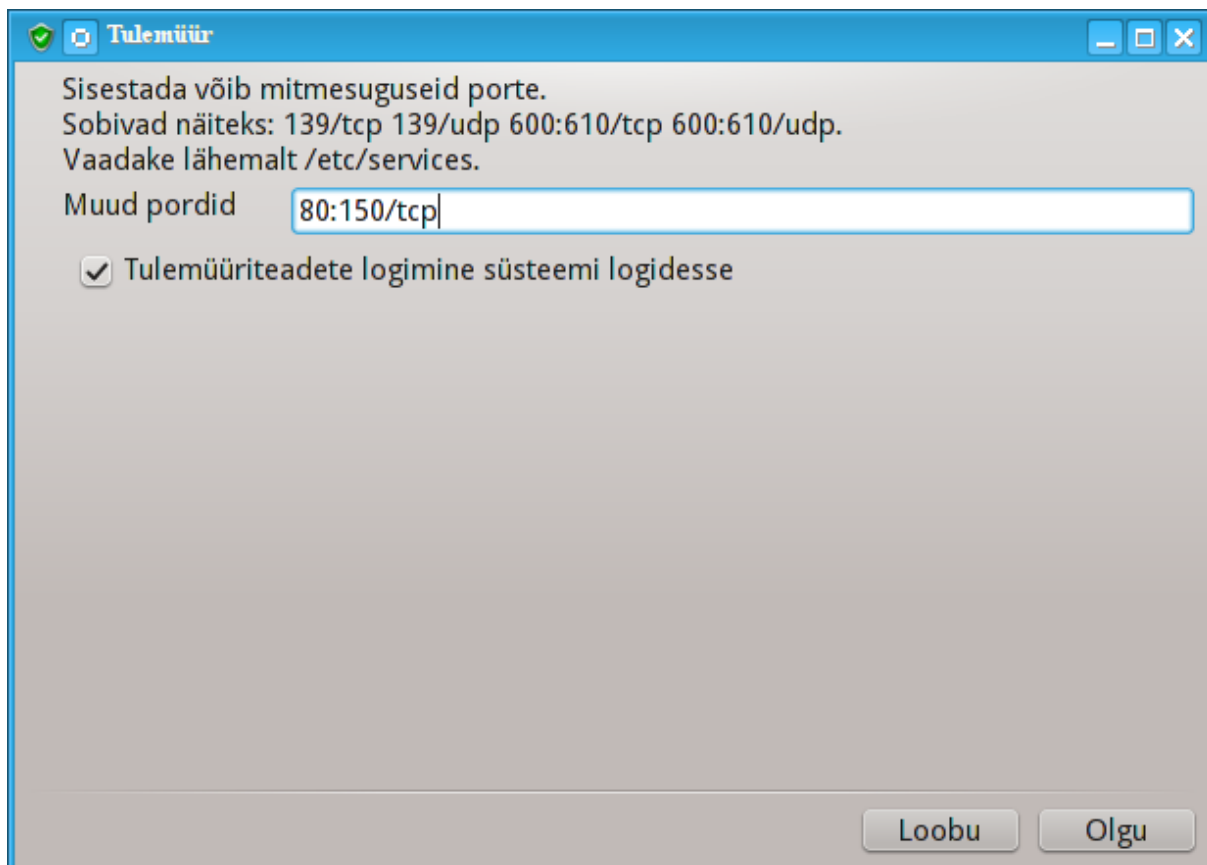 Tulemüür
Sisestada võib mitmesuguseid porte.
Sobivad näiteks: 139/tcp 139/udp 600:610/tcp 600:610/udp.
Vaadake lähemalt /etc/services.
Muud pordid 80:150/tcp
Tulemüüriteadete logimine süsteemi logidesse
Loobu Olgu